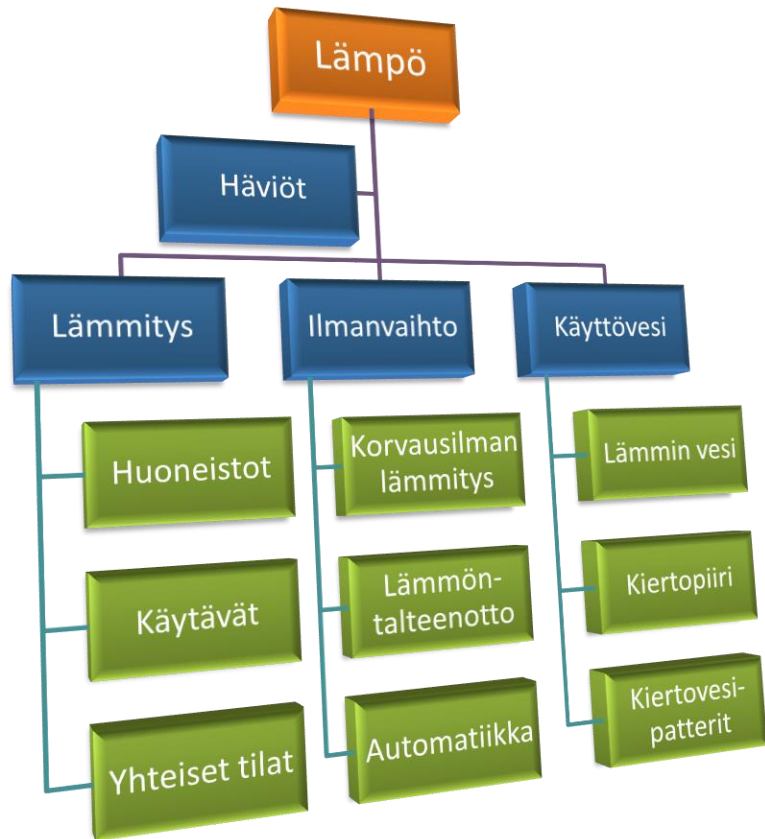 Lämpö
Häviöt
Lämmitys
Ilmanvaihto
Käyttövesi
Huoneistot
Käytävät
Yhteiset tilat
Korvausilman
lämmitys
Lämmön-
talteenotto
Automatiikka
Lämmin vesi
Kiertopiiri
Kiertovesi-
patterit